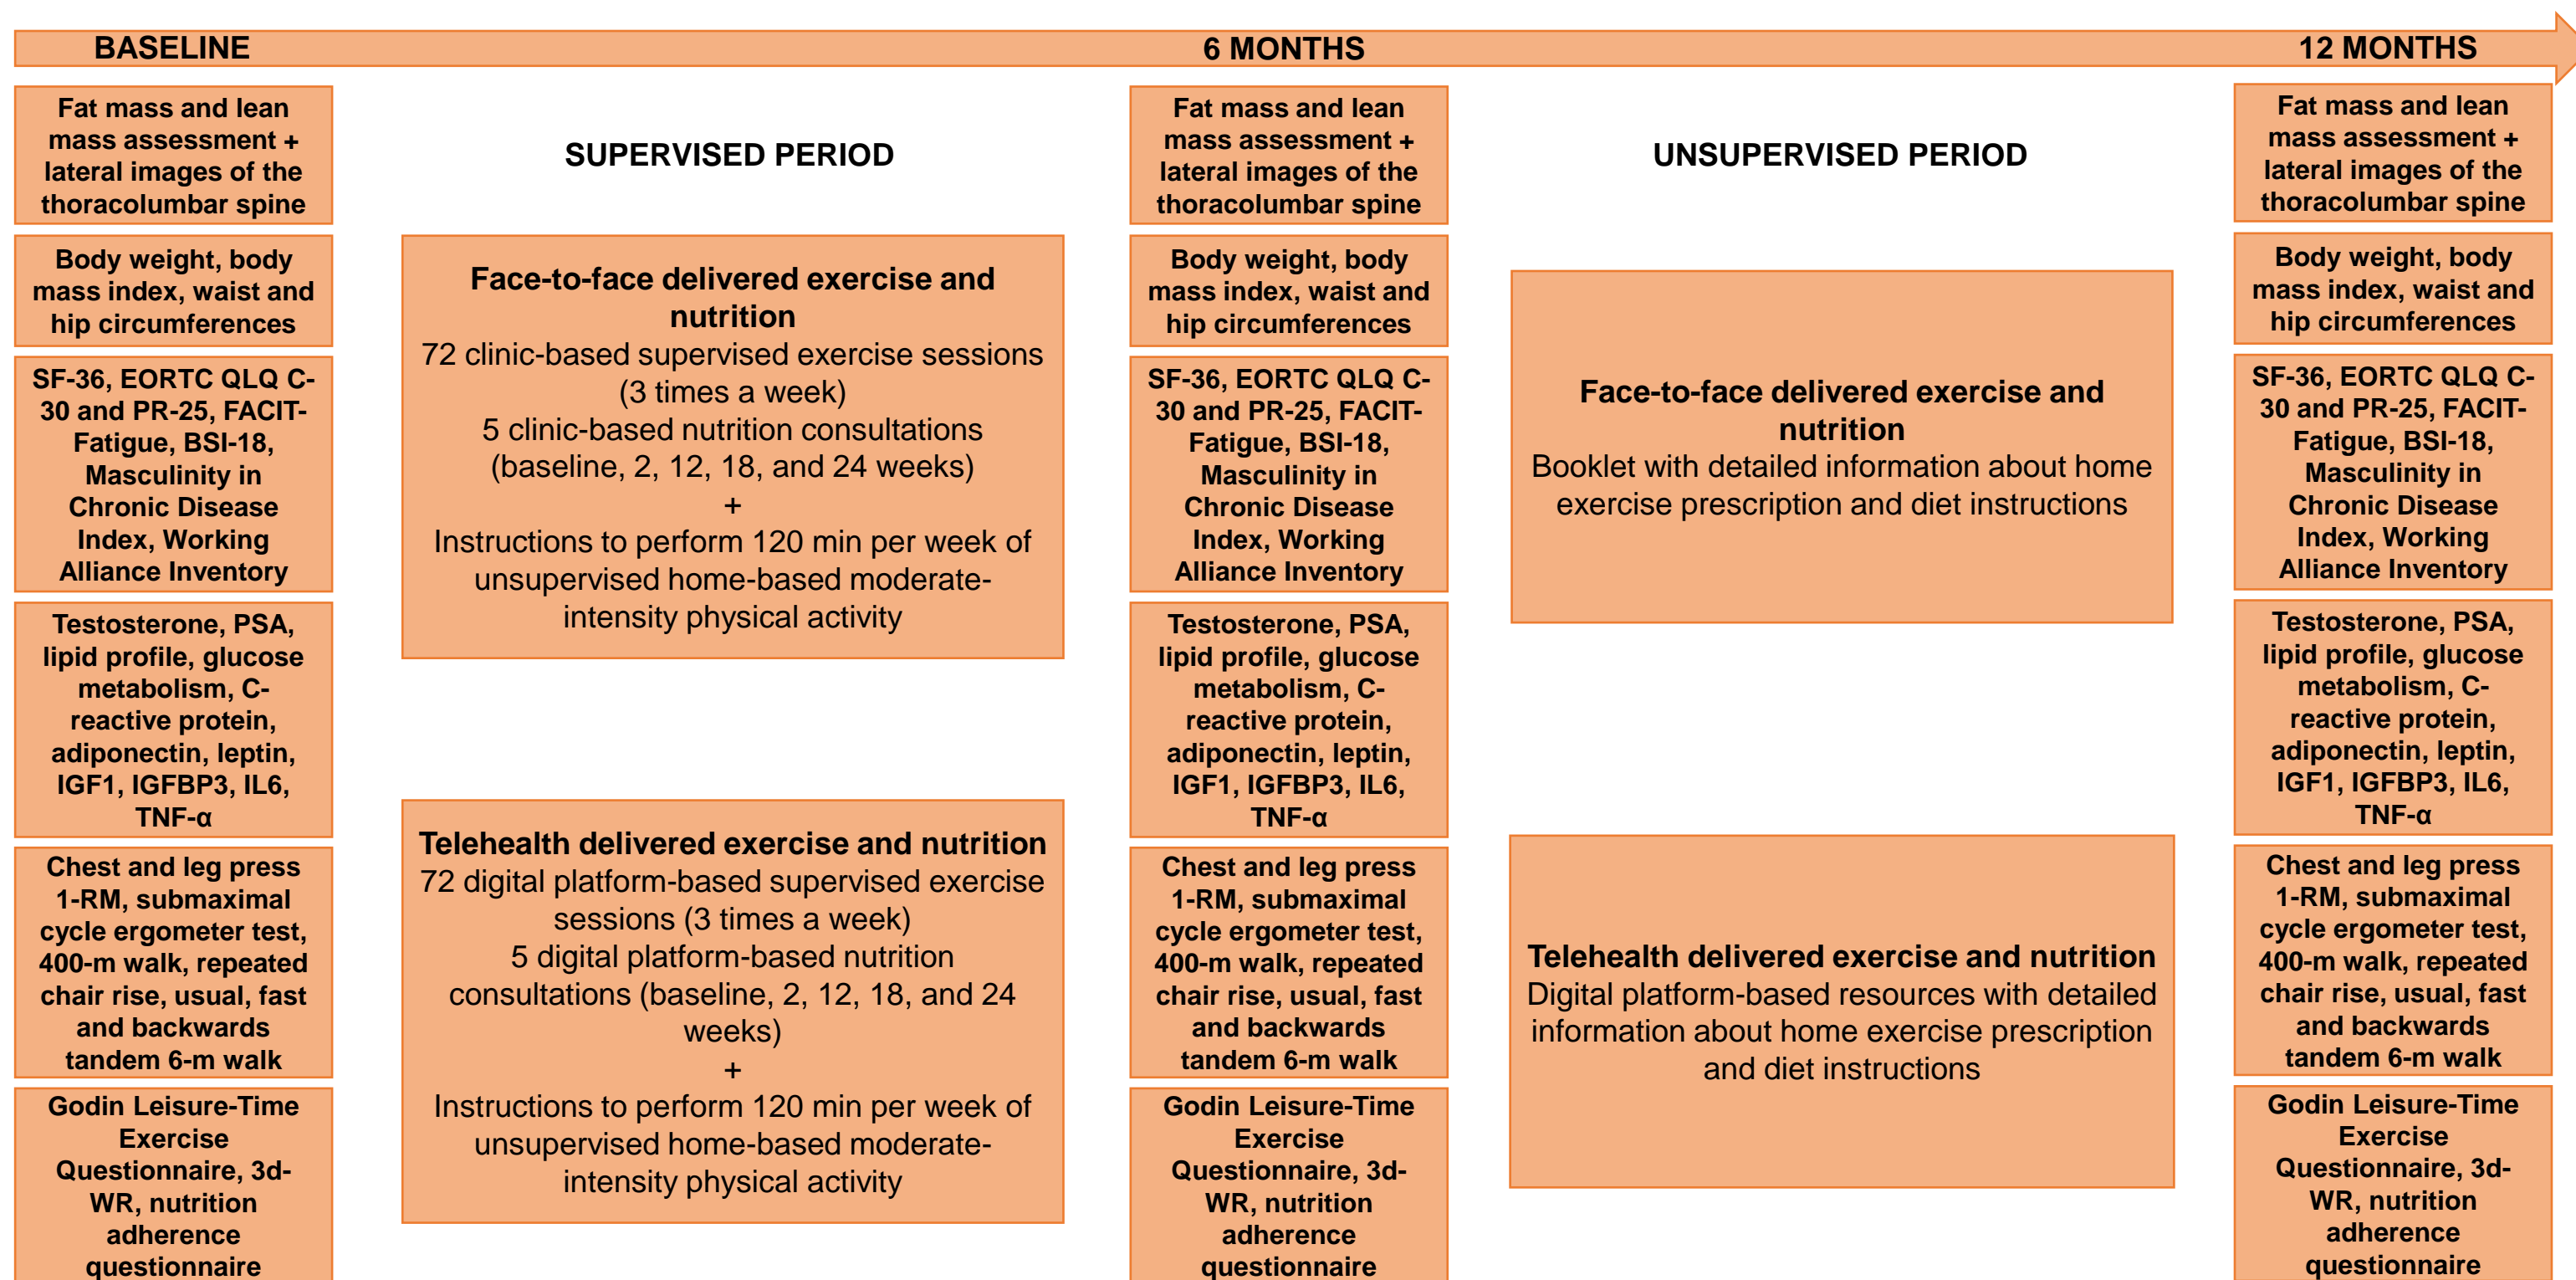 BASELINE
6 MONTHS
12 MONTHS
Fat mass and lean
mass assessment +
lateral images of the
thoracolumbar spine
Body weight, body
mass index, waist and
hip circumferences
SF-36, EORTC QLQ C-
30 and PR-25, FACIT-
Fatigue, BSI-18,
Masculinity in
Chronic Disease
Index, Working
Alliance Inventory
Testosterone, PSA,
lipid profile, glucose
metabolism, C-
reactive protein,
adiponectin, leptin,
IGF1, IGFBP3, IL6,
TNF-α
Chest and leg press
1-RM, submaximal
cycle ergometer test,
400-m walk, repeated
chair rise, usual, fast
and backwards
tandem 6-m walk
Godin Leisure-Time
Exercise
Questionnaire, 3d-
WR, nutrition
adherence
questionnaire
SUPERVISED PERIOD
Face-to-face delivered exercise and
nutrition
72 clinic-based supervised exercise sessions
(3 times a week)
5 clinic-based nutrition consultations
(baseline, 2, 12, 18, and 24 weeks)
+
Instructions to perform 120 min per week of
unsupervised home-based moderate-
intensity physical activity
Telehealth delivered exercise and nutrition
72 digital platform-based supervised exercise
sessions (3 times a week)
5 digital platform-based nutrition
consultations (baseline, 2, 12, 18, and 24
weeks)
+
Instructions to perform 120 min per week of
unsupervised home-based moderate-
intensity physical activity
Fat mass and lean
mass assessment +
lateral images of the
thoracolumbar spine
Body weight, body
mass index, waist and
hip circumferences
SF-36, EORTC QLQ C-
30 and PR-25, FACIT-
Fatigue, BSI-18,
Masculinity in
Chronic Disease
Index, Working
Alliance Inventory
Testosterone, PSA,
lipid profile, glucose
metabolism, C-
reactive protein,
adiponectin, leptin,
IGF1, IGFBP3, IL6,
TNF-α
Chest and leg press
1-RM, submaximal
cycle ergometer test,
400-m walk, repeated
chair rise, usual, fast
and backwards
tandem 6-m walk
Godin Leisure-Time
Exercise
Questionnaire, 3d-
WR, nutrition
adherence
questionnaire
UNSUPERVISED PERIOD
Face-to-face delivered exercise and
nutrition
Booklet with detailed information about home
exercise prescription and diet instructions
Telehealth delivered exercise and nutrition
Digital platform-based resources with detailed
information about home exercise prescription
and diet instructions
Fat mass and lean
mass assessment +
lateral images of the
thoracolumbar spine
Body weight, body
mass index, waist and
hip circumferences
SF-36, EORTC QLQ C-
30 and PR-25, FACIT-
Fatigue, BSI-18,
Masculinity in
Chronic Disease
Index, Working
Alliance Inventory
Testosterone, PSA,
lipid profile, glucose
metabolism, C-
reactive protein,
adiponectin, leptin,
IGF1, IGFBP3, IL6,
TNF-α
Chest and leg press
1-RM, submaximal
cycle ergometer test,
400-m walk, repeated
chair rise, usual, fast
and backwards
tandem 6-m walk
Godin Leisure-Time
Exercise
Questionnaire, 3d-
WR, nutrition
adherence
questionnaire